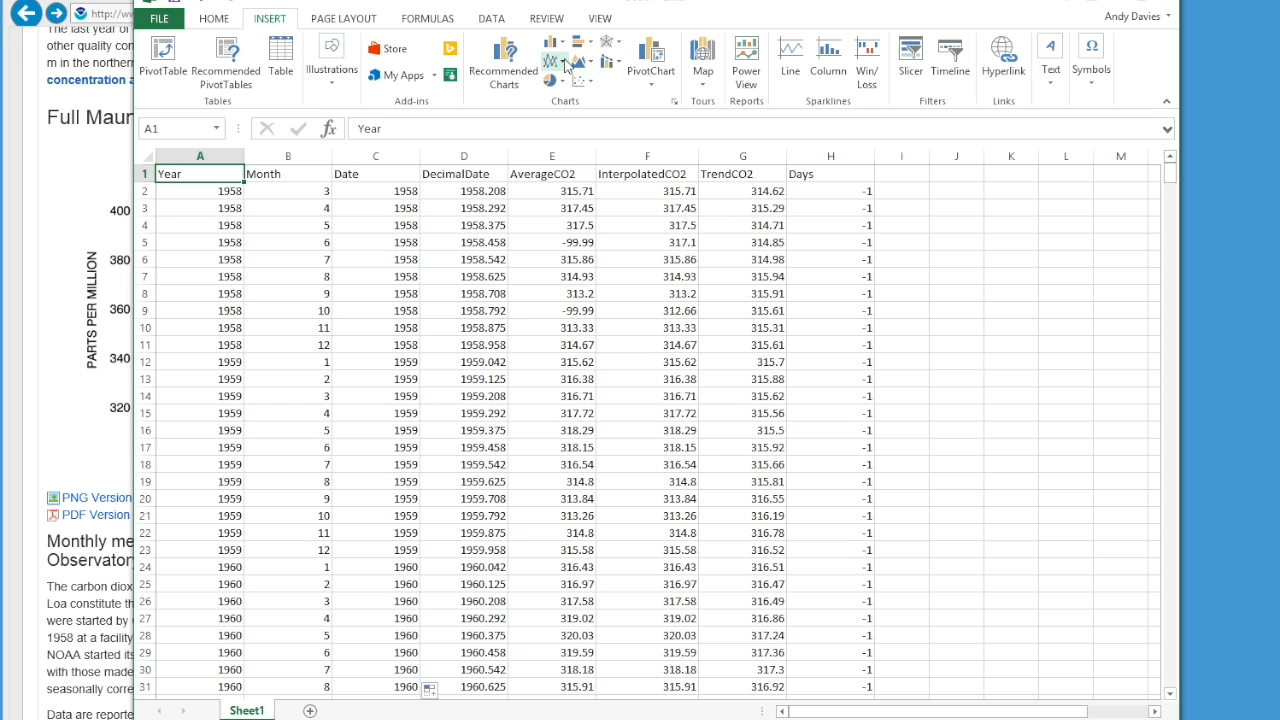 http://ww
The last year of
other quality con
m in the northern
concentration a
Full Maur
400
380
360
340
320
PARTS PER MILLION
PNG Version
PDF Version
Monthly me
Observatory
The carbon diox
Loa constitute th
were started by
1958 at a facility
NOAA started its
with those made
seasonally corre
Data are reporte
FILE HOME INSERT PAGE LAYOUT FORMULAS DATA REVIEW VIEW Andy Davies
PivotTable Recommended PivotTables Table
Tables
Illustrations
Store
My Apps
Add-ins
Recommended Charts
PivotChart
Charts
Map
Tours
Power View
Reports
Line Column Win/Loss
Sparklines
Slicer Timeline
Filters
Hyperlink
Links
Text
Symbols
A1 fx Year
A B C D E F G H I J K L M
1 Year Month Date DecimalDate AverageCO2 InterpolatedCO2 TrendCO2 Days
2 1958 3 1958 1958.208 315.71 315.71 314.62 -1
3 1958 4 1958 1958.292 317.45 317.45 315.29 -1
4 1958 5 1958 1958.375 317.5 317.5 314.71 -1
5 1958 6 1958 1958.458 -99.99 317.1 314.85 -1
6 1958 7 1958 1958.542 315.86 315.86 314.98 -1
7 1958 8 1958 1958.625 314.93 314.93 315.94 -1
8 1958 9 1958 1958.708 313.2 313.2 315.91 -1
9 1958 10 1958 1958.792 -99.99 312.66 315.61 -1
10 1958 11 1958 1958.875 313.33 313.33 315.31 -1
11 1958 12 1958 1958.958 314.67 314.67 315.61 -1
12 1959 1 1959 1959.042 315.62 315.62 315.7 -1
13 1959 2 1959 1959.125 316.38 316.38 315.88 -1
14 1959 3 1959 1959.208 316.71 316.71 315.62 -1
15 1959 4 1959 1959.292 317.72 317.72 315.56 -1
16 1959 5 1959 1959.375 318.29 318.29 315.5 -1
17 1959 6 1959 1959.458 318.15 318.15 315.92 -1
18 1959 7 1959 1959.542 316.54 316.54 315.66 -1
19 1959 8 1959 1959.625 314.8 314.8 315.81 -1
20 1959 9 1959 1959.708 313.84 313.84 316.55 -1
21 1959 10 1959 1959.792 313.26 313.26 316.19 -1
22 1959 11 1959 1959.875 314.8 314.8 316.78 -1
23 1959 12 1959 1959.958 315.58 315.58 316.52 -1
24 1960 1 1960 1960.042 316.43 316.43 316.51 -1
25 1960 2 1960 1960.125 316.97 316.97 316.47 -1
26 1960 3 1960 1960.208 317.58 317.58 316.49 -1
27 1960 4 1960 1960.292 319.02 319.02 316.86 -1
28 1960 5 1960 1960.375 320.03 320.03 317.24 -1
29 1960 6 1960 1960.458 319.59 319.59 317.36 -1
30 1960 7 1960 1960.542 318.18 318.18 317.3 -1
31 1960 8 1960 1960.625 315.91 315.91 316.92 -1
Sheet1